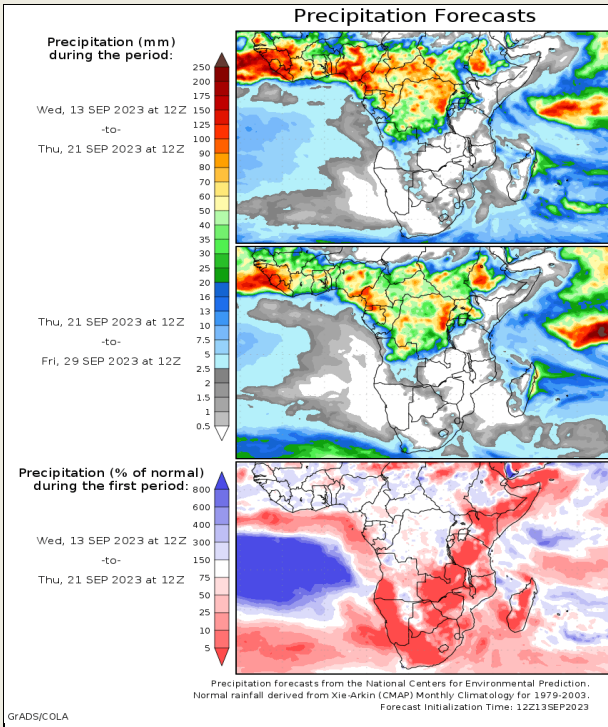 Precipitation Forecasts
Precipitation (mm)
during the period:
Wed, 13 SEP 2023 at 12Z
-to-
Thu, 21 SEP 2023 at 12Z
250
200
175
150
125
100
90
80
70
60
50
40
35
30
25
20
16
13
10
7.5
5
2.5
2
1.5
1
0.5
Thu, 21 SEP 2023 at 12Z
-to-
Fri, 29 SEP 2023 at 12Z
Precipitation (% of normal)
during the first period:
Wed, 13 SEP 2023 at 12Z
-to-
Thu, 21 SEP 2023 at 12Z
800
600
400
300
150
75
50
25
10
5
Precipitation forecasts from the National Centers for Environmental Prediction.
Normal rainfall derived from Xie-Arkin (CMAP) Monthly Climatology for 1979-2003.
Forecast Initialization Time: 12Z13SEP2023
GrADS/COLA